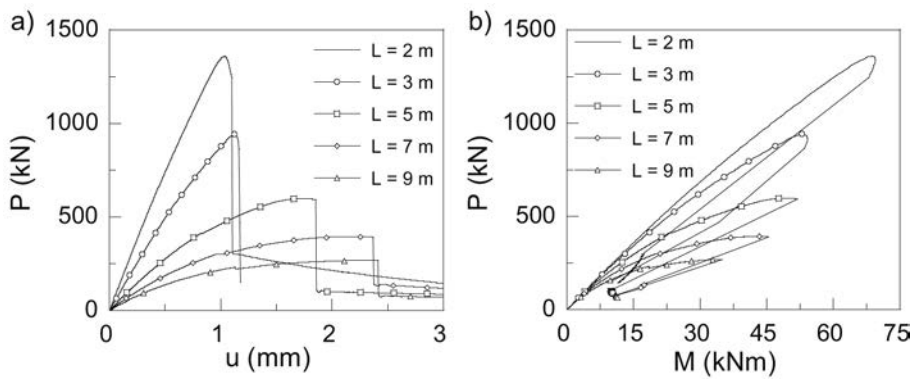 a)
1500
1000
500
0
P (kN)
0 1 2 3
u (mm)
L = 2 m
L = 3 m
L = 5 m
L = 7 m
L = 9 m
b)
1500
1000
500
0
P (kN)
0 15 30 45 60 75
M (kNm)
L = 2 m
L = 3 m
L = 5 m
L = 7 m
L = 9 m